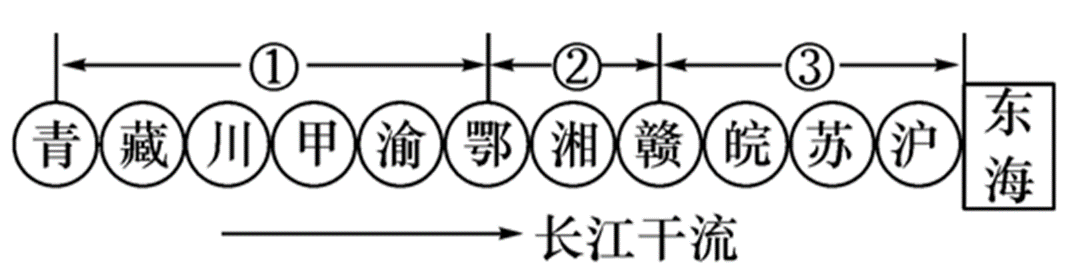 ① ② ③
青 藏 川 甲 渝 鄂 湘 赣 皖 苏 沪 东海
长江干流